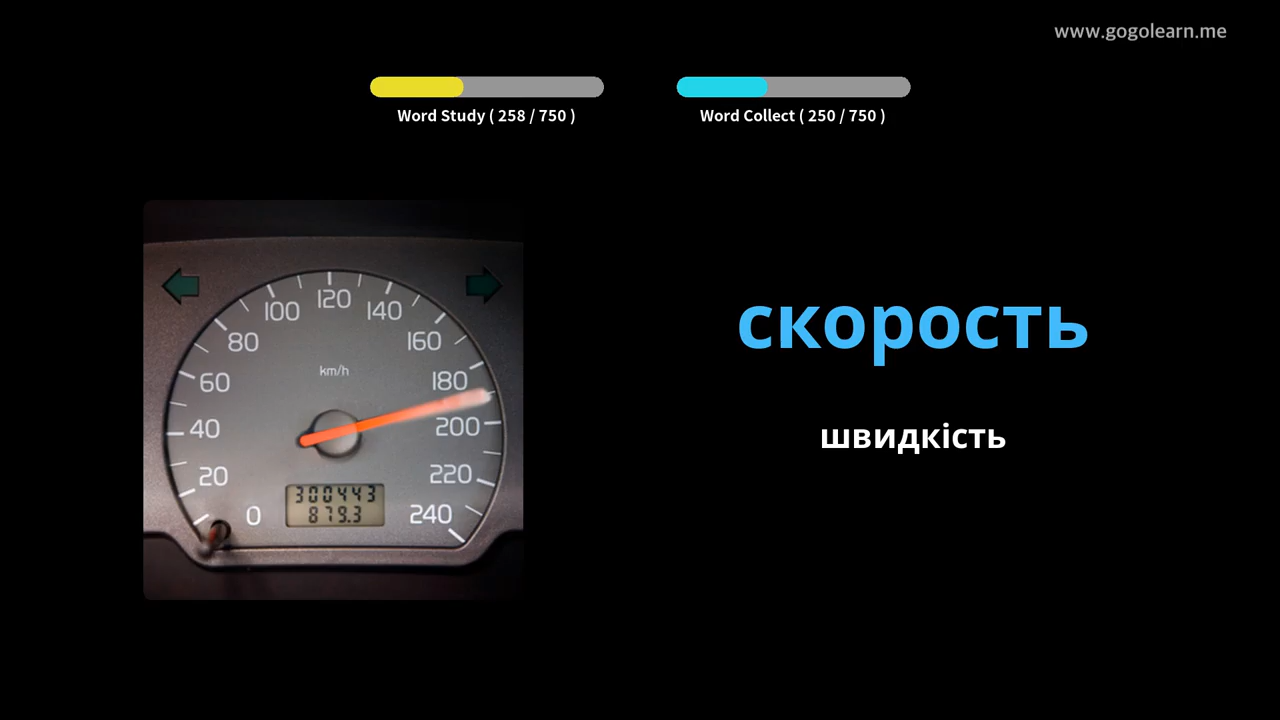 www.gogolearn.me
Word Study ( 258 / 750 )
Word Collect ( 250 / 750 )
120
100
140
80
160
km/h
60
180
40
200
20
220
300443
0
240
879.3
скорость
швидкість